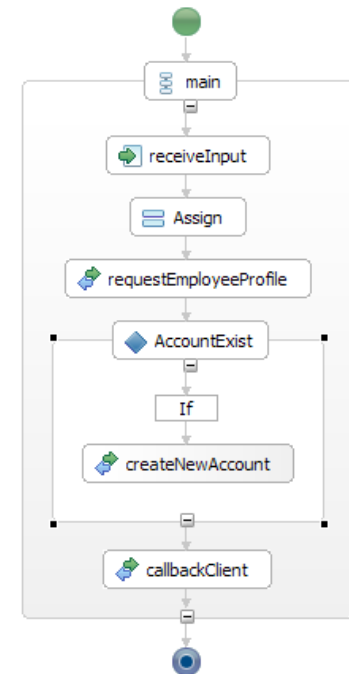 main
receiveInput
Assign
requestEmployeeProfile
AccountExist
If
createNewAccount
callbackClient